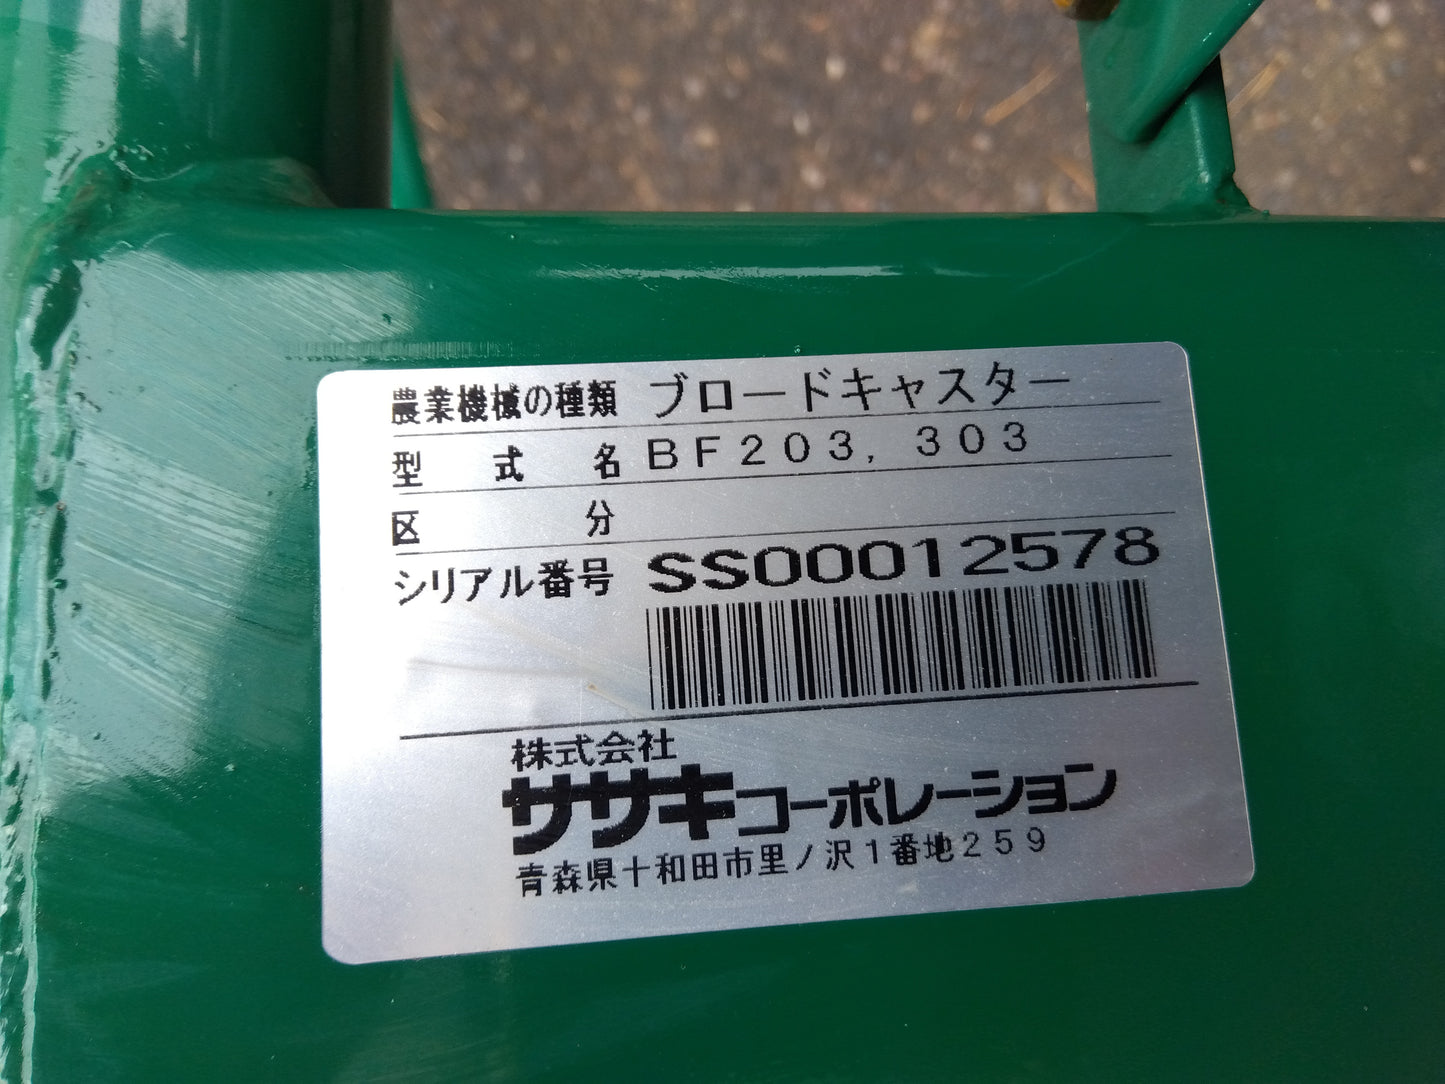 農業機械の種類 ブロードキャスター
型式名 BF203, 303
区分
シリアル番号 SS00012578
株式会社
ササキコーポレーション
青森県十和田市里ノ沢1番地259